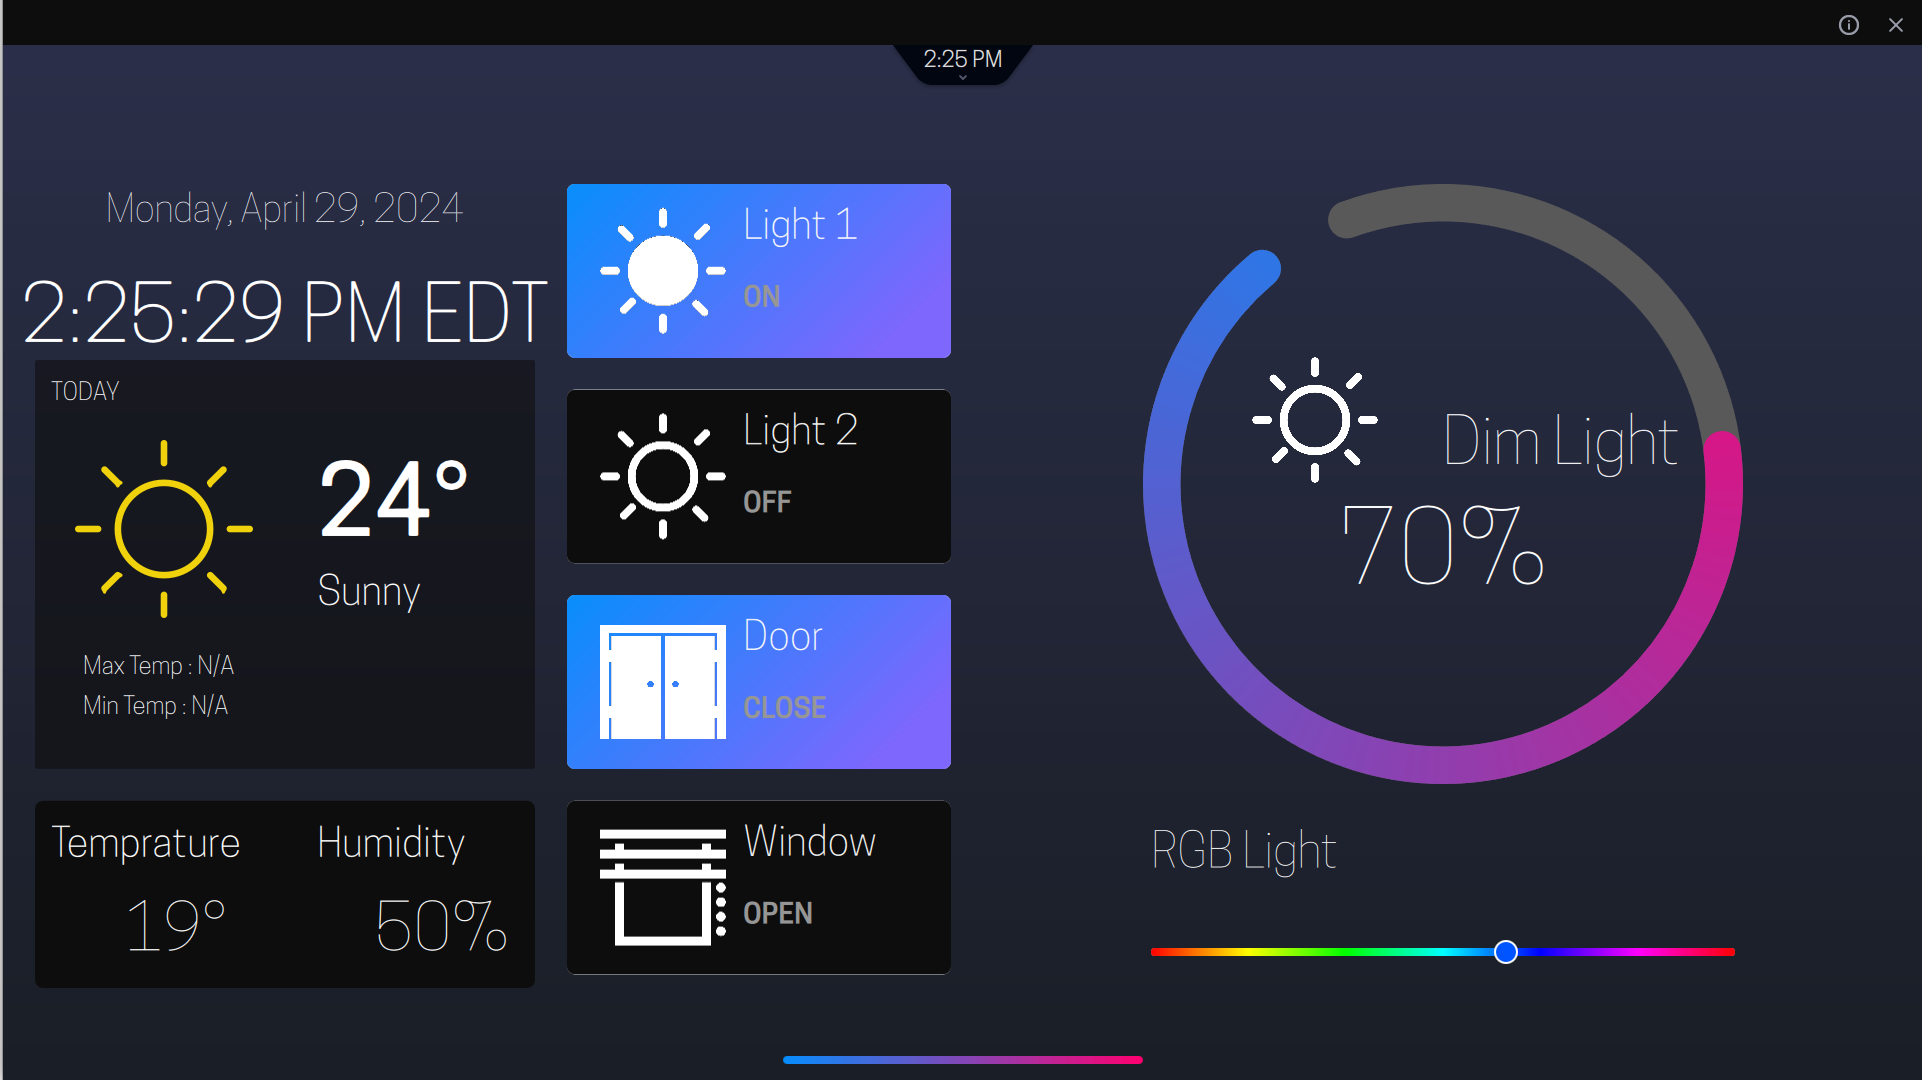 2:25 PM
Monday, April 29, 2024
2:25:29 PM EDT
TODAY
24°
Sunny
Max Temp : N/A
Min Temp : N/A
Temprature
19°
Humidity
50%
Light 1
ON
Light 2
OFF
Door
CLOSE
Window
OPEN
Dim Light
70%
RGB Light